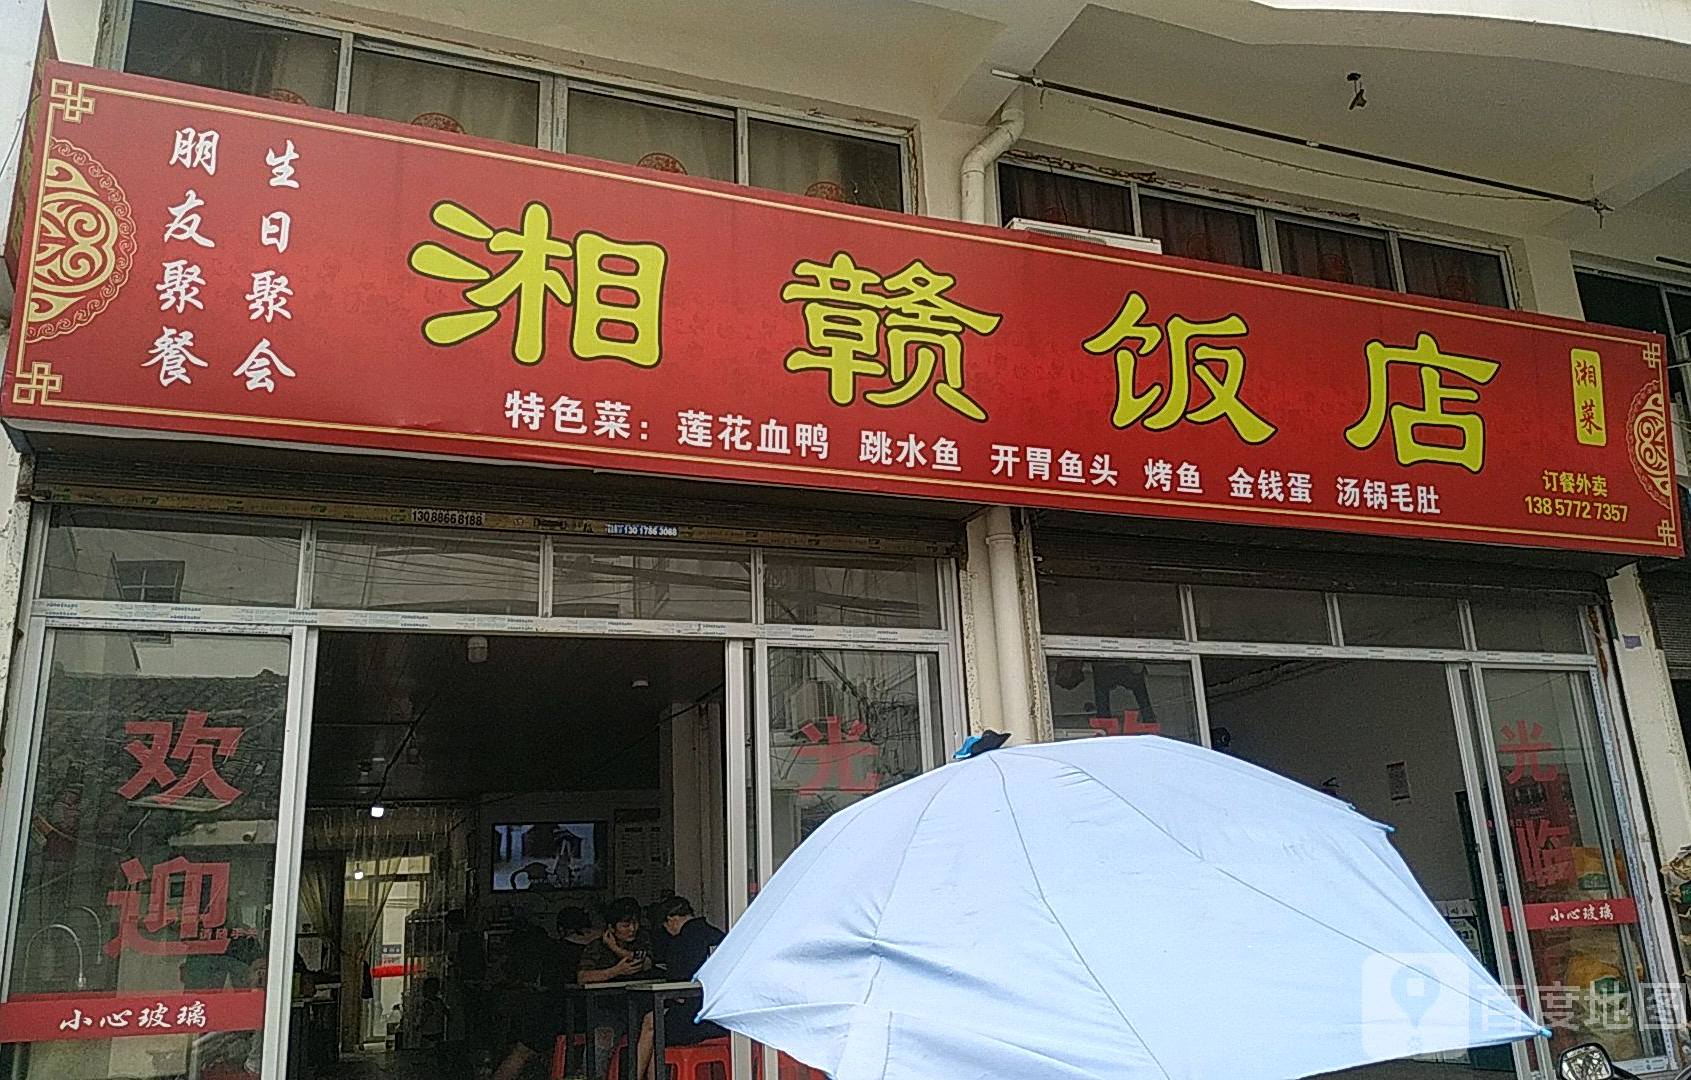 朋友聚餐
生日聚会
湘赣饭店
湘菜
特色菜：莲花血鸭 跳水鱼 开胃鱼头 烤鱼 金钱蛋 汤锅毛肚
订餐外卖
138 5772 7357
13088668188
欢迎
光
光临
小心玻璃
小心玻璃
百度地图